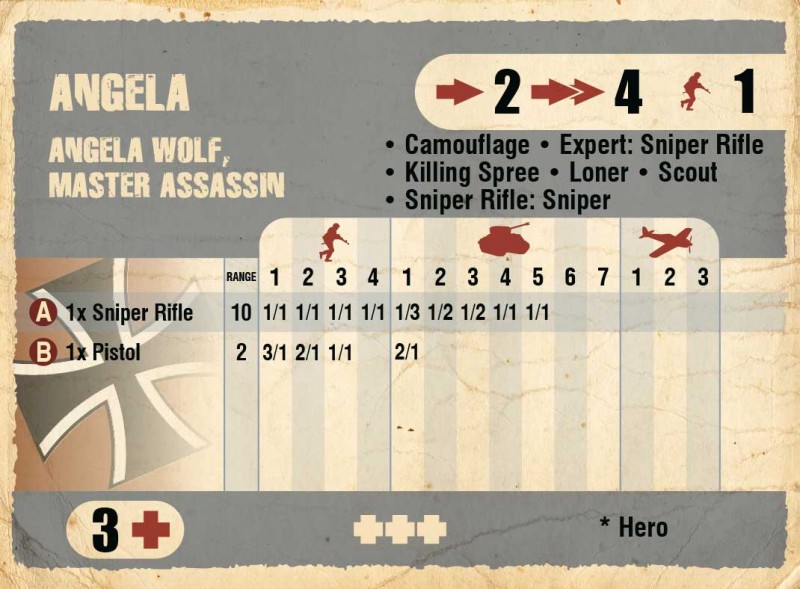 ANGELA
ANGELA WOLF,
MASTER ASSASSIN
2 4 1
• Camouflage • Expert: Sniper Rifle
• Killing Spree • Loner • Scout
• Sniper Rifle: Sniper
RANGE 1 2 3 4 1 2 3 4 5 6 7 1 2 3
A 1x Sniper Rifle 10 1/1 1/1 1/1 1/1 1/3 1/2 1/2 1/1 1/1
B 1x Pistol 2 3/1 2/1 1/1 2/1
3 * Hero